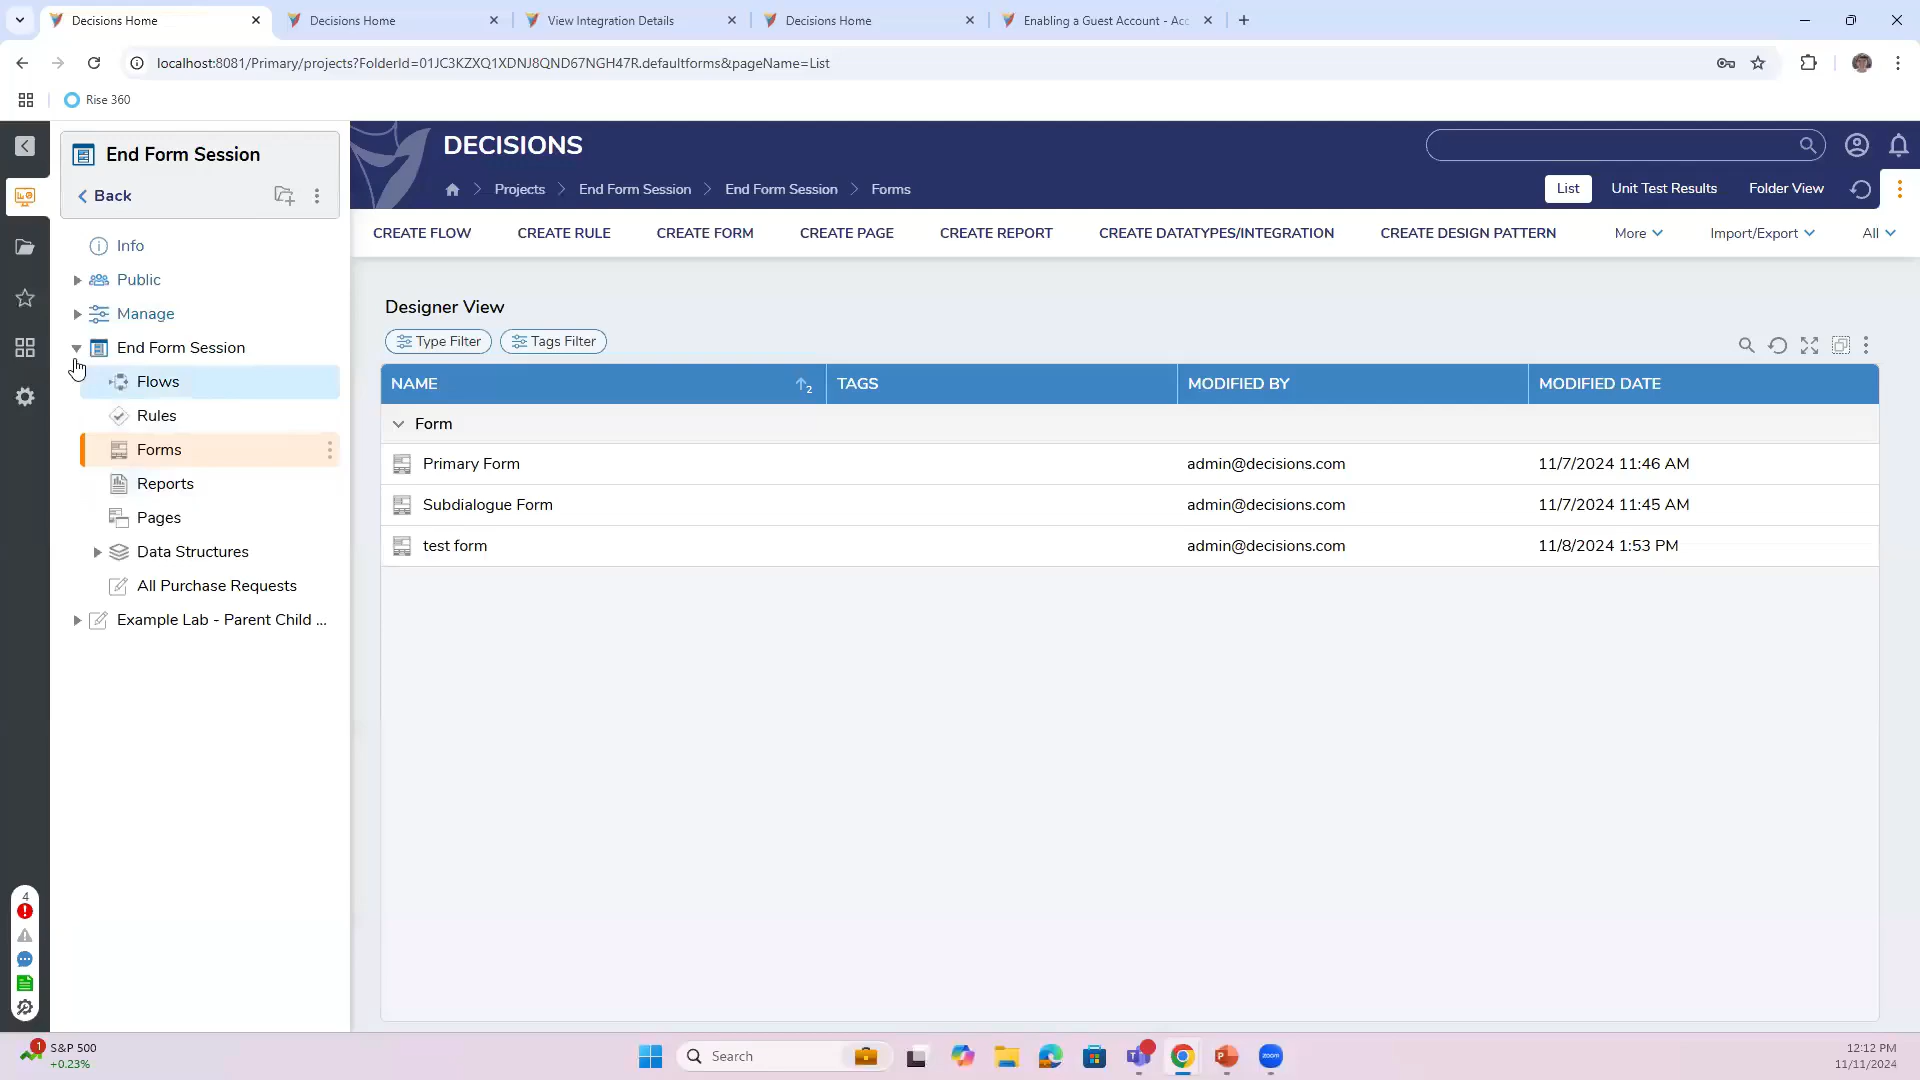 Decisions Home
Decisions Home
View Integration Details
Decisions Home
Enabling a Guest Account - Acc
localhost:8081/Primary/projects?FolderId=01JC3KZXQ1XDNJ8QND67NGH47R.defaultforms&pageName=List
Rise 360
End Form Session
Back
Info
Public
Manage
End Form Session
Flows
Rules
Forms
Reports
Pages
Data Structures
All Purchase Requests
Example Lab - Parent Child ...
DECISIONS
Projects
End Form Session
End Form Session
Forms
List
Unit Test Results
Folder View
CREATE FLOW
CREATE RULE
CREATE FORM
CREATE PAGE
CREATE REPORT
CREATE DATATYPES/INTEGRATION
CREATE DESIGN PATTERN
More
Import/Export
All
Designer View
Type Filter
Tags Filter
NAME 2 TAGS MODIFIED BY MODIFIED DATE
Form
Primary Form admin@decisions.com 11/7/2024 11:46 AM
Subdialogue Form admin@decisions.com 11/7/2024 11:45 AM
test form admin@decisions.com 11/8/2024 1:53 PM
4
1
S&P 500
+0.23%
Search
zoom
12:12 PM
11/11/2024